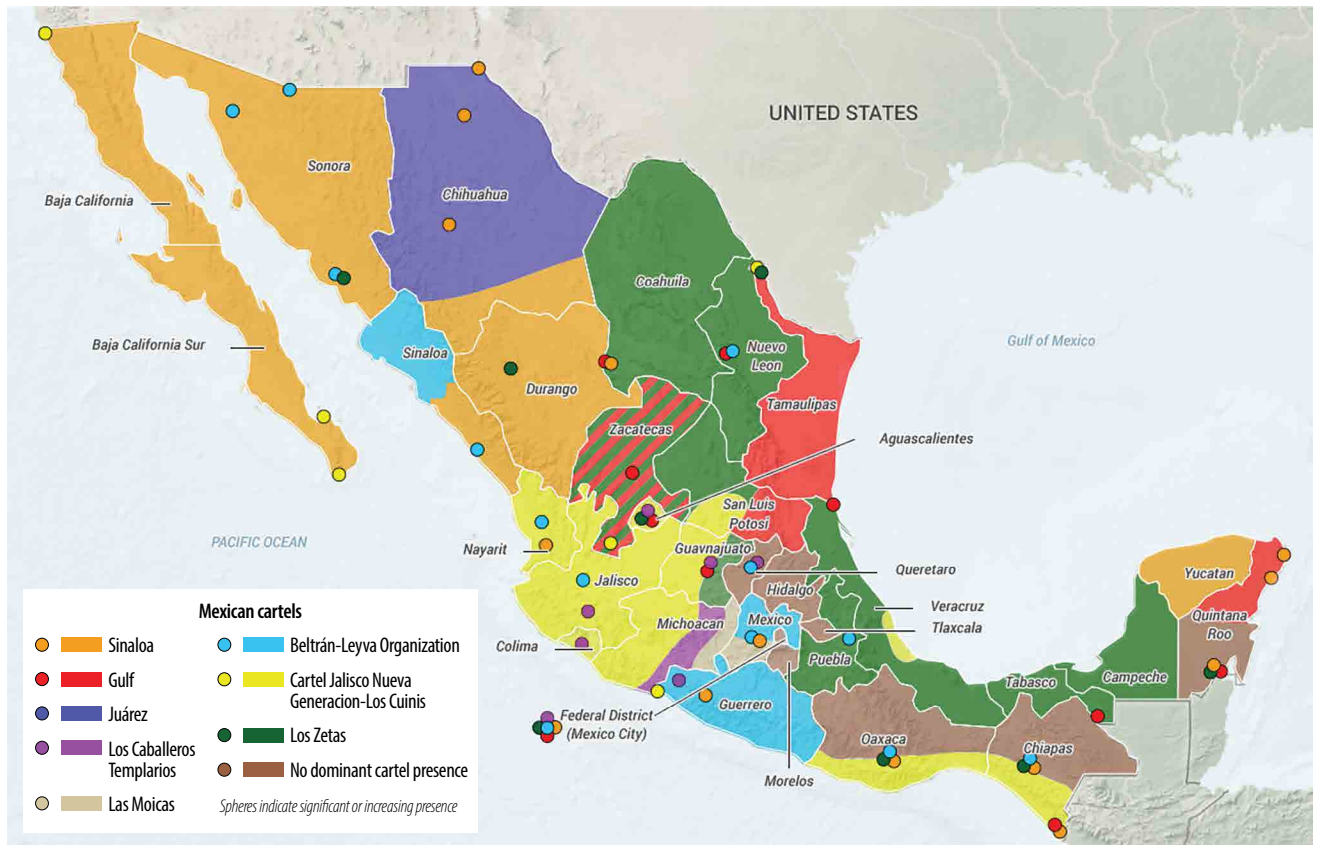 UNITED STATES
Sonora
Chihuahua
Baja California
Coahuila
Baja California Sur
Sinaloa
Nuevo
Leon
Gulf of Mexico
Durango
Tamaulipas
Zacatecas
Aguascalientes
San Luis
Potosi
PACIFIC OCEAN
Nayarit
Guavnajuato
Queretaro
Yucatan
Jalisco
Hidalgo
Veracruz
Quintana
Roo
Michoacan
Mexico
Tlaxcala
Colima
Puebla
Tabasco
Campeche
Guerrero
Federal District
(Mexico City)
Oaxaca
Chiapas
Morelos
Mexican cartels
Sinaloa
Gulf
Juárez
Los Caballeros
Templarios
Las Moicas
Beltrán-Leyva Organization
Cartel Jalisco Nueva
Generacion-Los Cuinis
Los Zetas
No dominant cartel presence
Spheres indicate significant or increasing presence